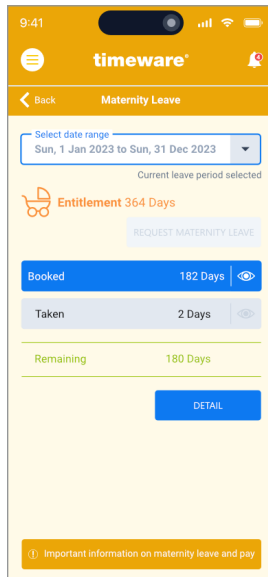 9:41
timeware®
4
Back
Maternity Leave
Select date range
Sun, 1 Jan 2023 to Sun, 31 Dec 2023
Current leave period selected
Entitlement 364 Days
REQUEST MATERNITY LEAVE
Booked 182 Days
Taken 2 Days
Remaining 180 Days
DETAIL
Important information on maternity leave and pay